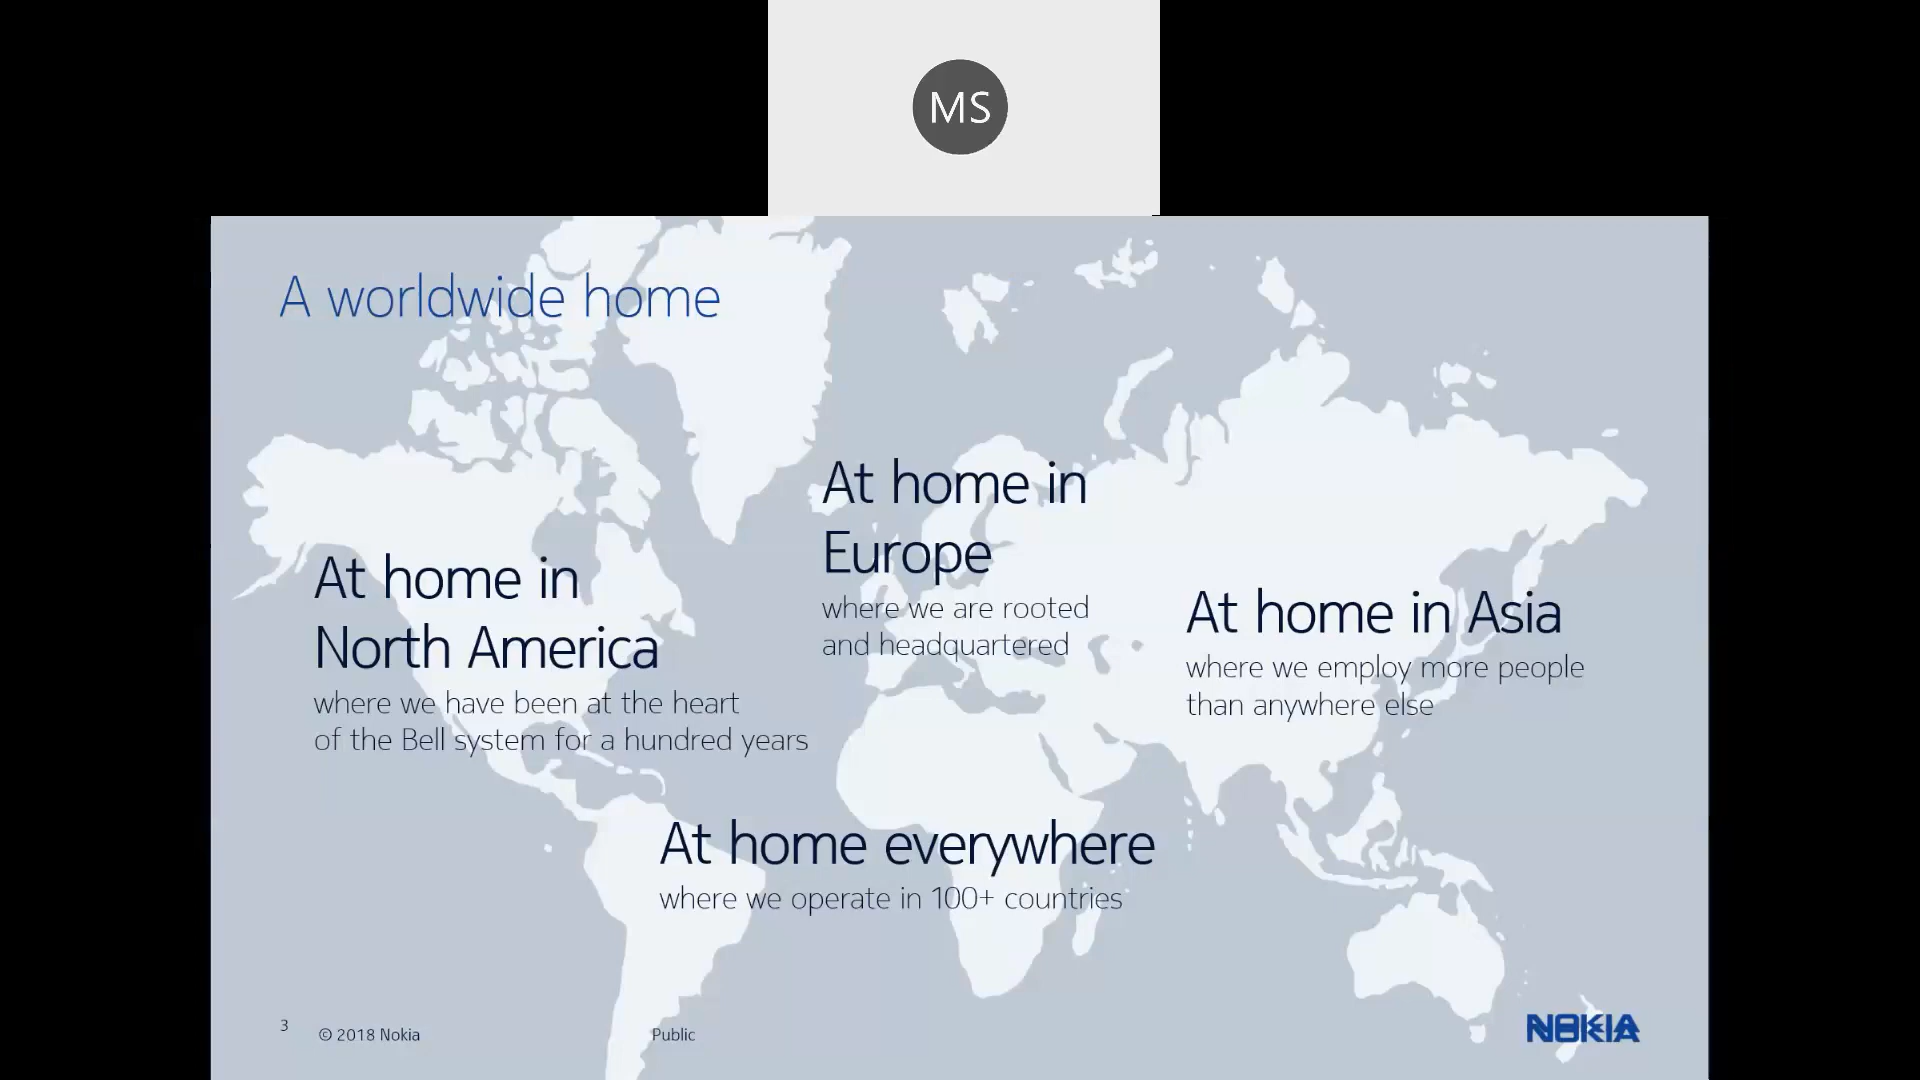 MS
A worldwide home
At home in
Europe
where we are rooted
and headquartered
At home in
North America
where we have been at the heart
of the Bell system for a hundred years
At home in Asia
where we employ more people
than anywhere else
At home everywhere
where we operate in 100+ countries
3
© 2018 Nokia
Public
NOKIA